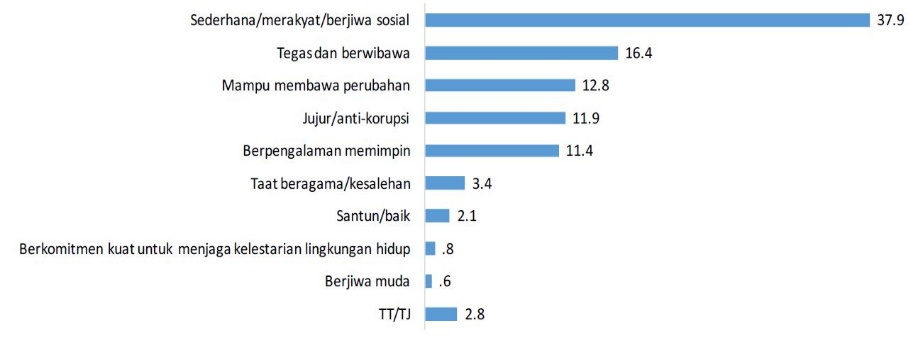 Sederhana/merakyat/berjiwa sosial 37.9
Tegas dan berwibawa 16.4
Mampu membawa perubahan 12.8
Jujur/anti-korupsi 11.9
Berpengalaman memimpin 11.4
Taat beragama/kesalehan 3.4
Santun/baik 2.1
Berkomitmen kuat untuk menjaga kelestarian lingkungan hidup .8
Berjiwa muda .6
TT/TJ 2.8